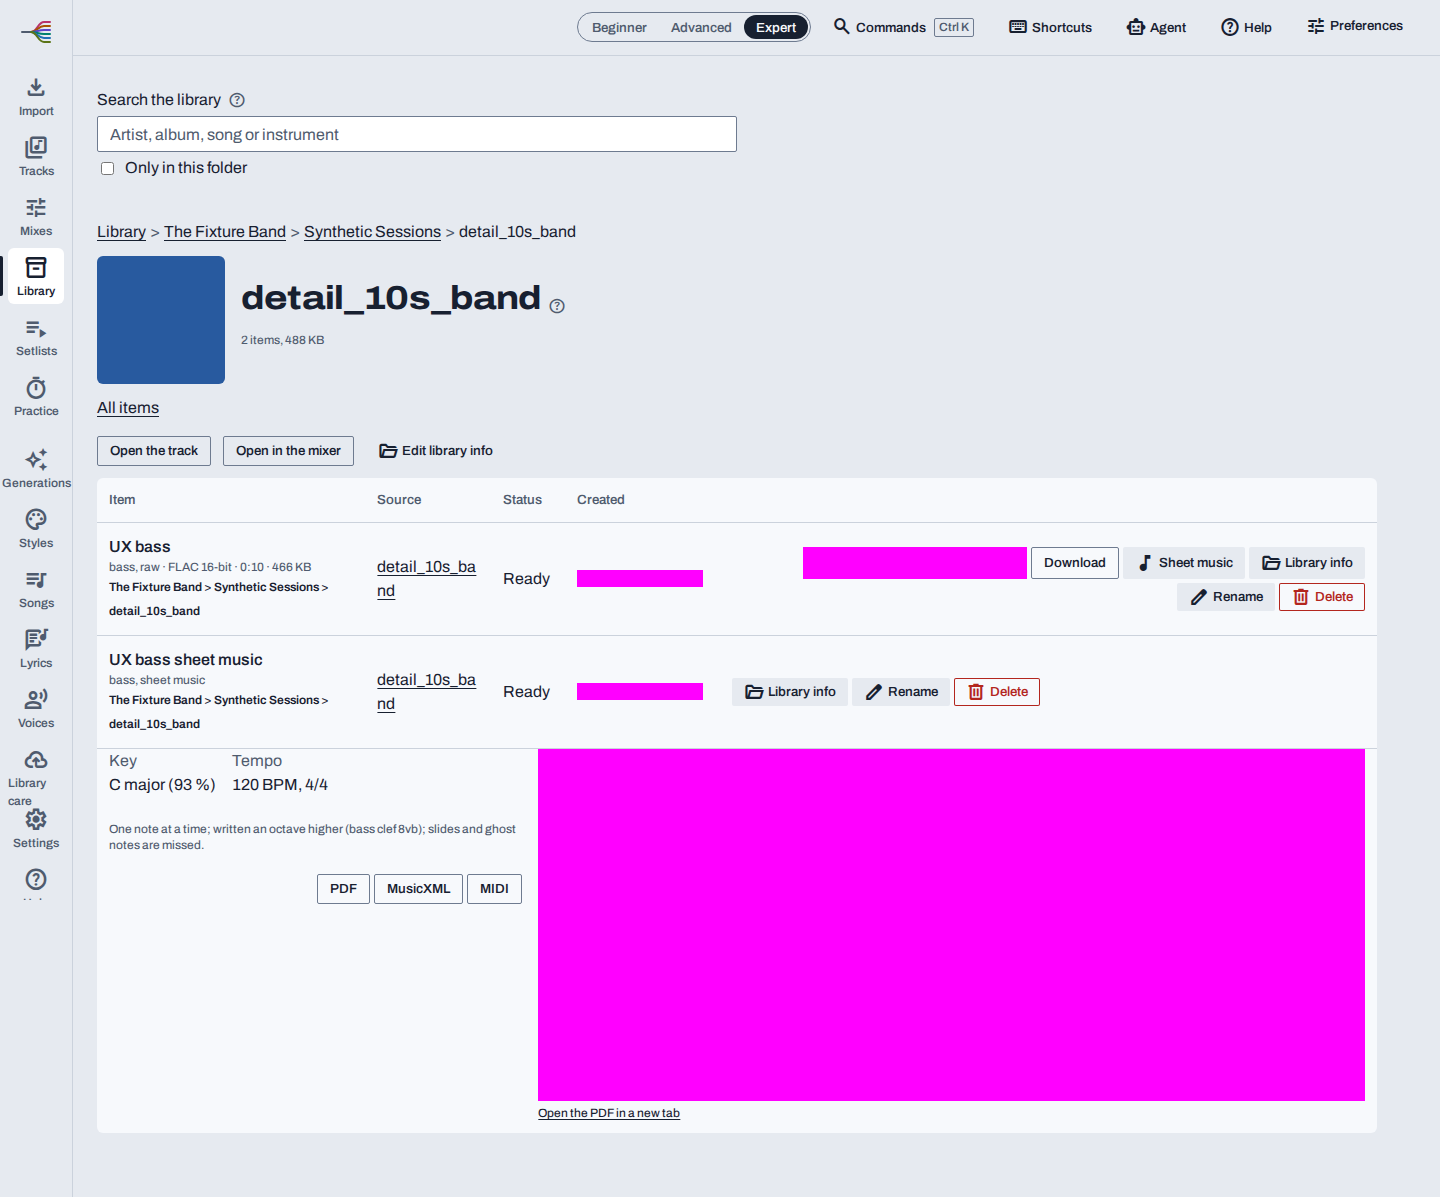 Beginner Advanced Expert Commands Ctrl K Shortcuts Agent Help Preferences
Import
Tracks
Mixes
Library
Setlists
Practice
Generations
Styles
Songs
Lyrics
Voices
Library
care
Settings
Search the library
Artist, album, song or instrument
Only in this folder
Library > The Fixture Band > Synthetic Sessions > detail_10s_band
detail_10s_band
2 items, 488 KB
All items
Open the track Open in the mixer Edit library info
Item Source Status Created
UX bass
bass, raw · FLAC 16-bit · 0:10 · 466 KB
The Fixture Band > Synthetic Sessions >
detail_10s_band
detail_10s_ba
nd
Ready
Download Sheet music Library info
Rename Delete
UX bass sheet music
bass, sheet music
The Fixture Band > Synthetic Sessions >
detail_10s_band
detail_10s_ba
nd
Ready
Library info Rename Delete
Key Tempo
C major (93 %) 120 BPM, 4/4
One note at a time; written an octave higher (bass clef 8vb); slides and ghost
notes are missed.
PDF MusicXML MIDI
Open the PDF in a new tab